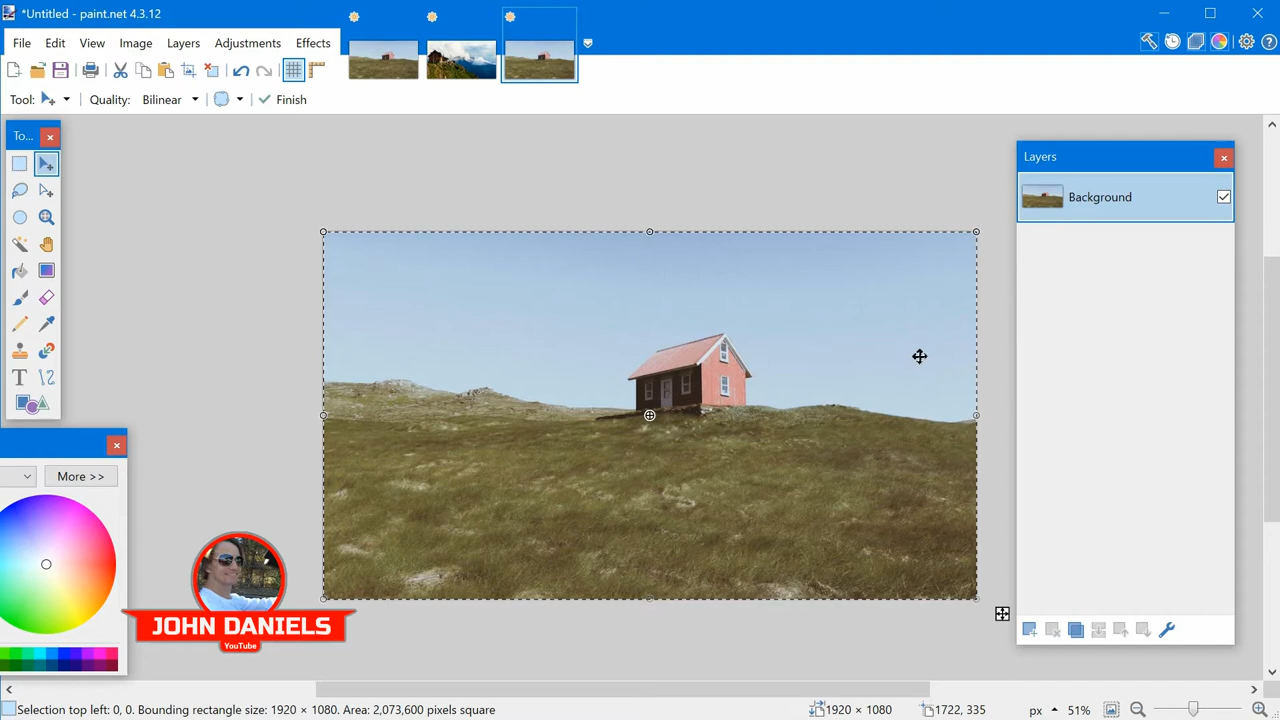 *Untitled - paint.net 4.3.12
File Edit View Image Layers Adjustments Effects
Tool: Quality: Bilinear Finish
To...
Layers
Background
More >>
JOHN DANIELS
YouTube
Selection top left: 0, 0. Bounding rectangle size: 1920 × 1080. Area: 2,073,600 pixels square 1920 × 1080 1722, 335 px 51%